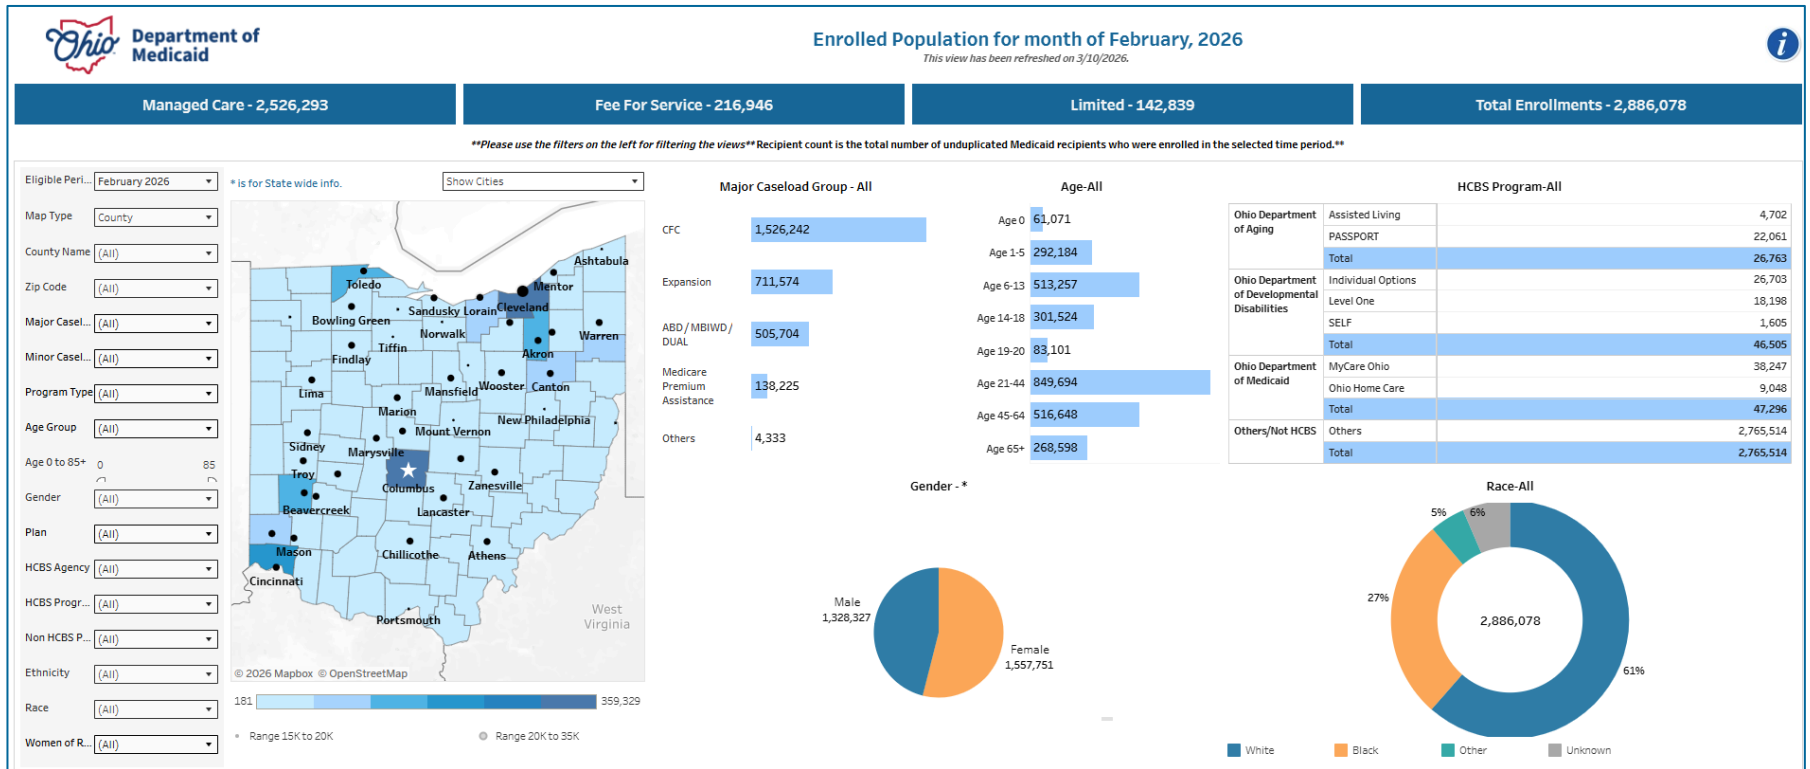 Ohio
Department of
Medicaid
Enrolled Population for month of February, 2026
This view has been refreshed on 3/10/2026.
i
Managed Care - 2,526,293
Fee For Service - 216,946
Limited - 142,839
Total Enrollments - 2,886,078
**Please use the filters on the left for filtering the views** Recipient count is the total number of unduplicated Medicaid recipients who were enrolled in the selected time period.**
Eligible Peri... February 2026
Map Type County
County Name (All)
Zip Code (All)
Major Casel... (All)
Minor Casel... (All)
Program Type (All)
Age Group (All)
Age 0 to 85+ 0 85
Gender (All)
Plan (All)
HCBS Agency (All)
HCBS Progr... (All)
Non HCBS P... (All)
Ethnicity (All)
Race (All)
Women of R... (All)
* is for State wide info.
Show Cities
Ashtabula
Toledo
Mentor
Sandusky
Lorain
Cleveland
Bowling Green
Norwalk
Warren
Tiffin
Findlay
Akron
Lima
Mansfield
Wooster
Canton
Marion
New Philadelphia
Mount Vernon
Sidney
Marysville
Troy
Columbus
Zanesville
Beavercreek
Lancaster
Mason
Chillicothe
Athens
Cincinnati
West
Virginia
Portsmouth
© 2026 Mapbox © OpenStreetMap
181 359,329
Range 15K to 20K
Range 20K to 35K
Major Caseload Group - All
CFC 1,526,242
Expansion 711,574
ABD / MBIWD /
DUAL 505,704
Medicare
Premium
Assistance 138,225
Others 4,333
Age-All
Age 0 61,071
Age 1-5 292,184
Age 6-13 513,257
Age 14-18 301,524
Age 19-20 83,101
Age 21-44 849,694
Age 45-64 516,648
Age 65+ 268,598
HCBS Program-All
Ohio Department
of Aging
Assisted Living 4,702
PASSPORT 22,061
Total 26,763
Ohio Department
of Developmental
Disabilities
Individual Options 26,703
Level One 18,198
SELF 1,605
Total 46,505
Ohio Department
of Medicaid
MyCare Ohio 38,247
Ohio Home Care 9,048
Total 47,296
Others/Not HCBS
Others 2,765,514
Total 2,765,514
Gender - *
Male
1,328,327
Female
1,557,751
Race-All
5%
6%
27%
2,886,078
61%
White
Black
Other
Unknown